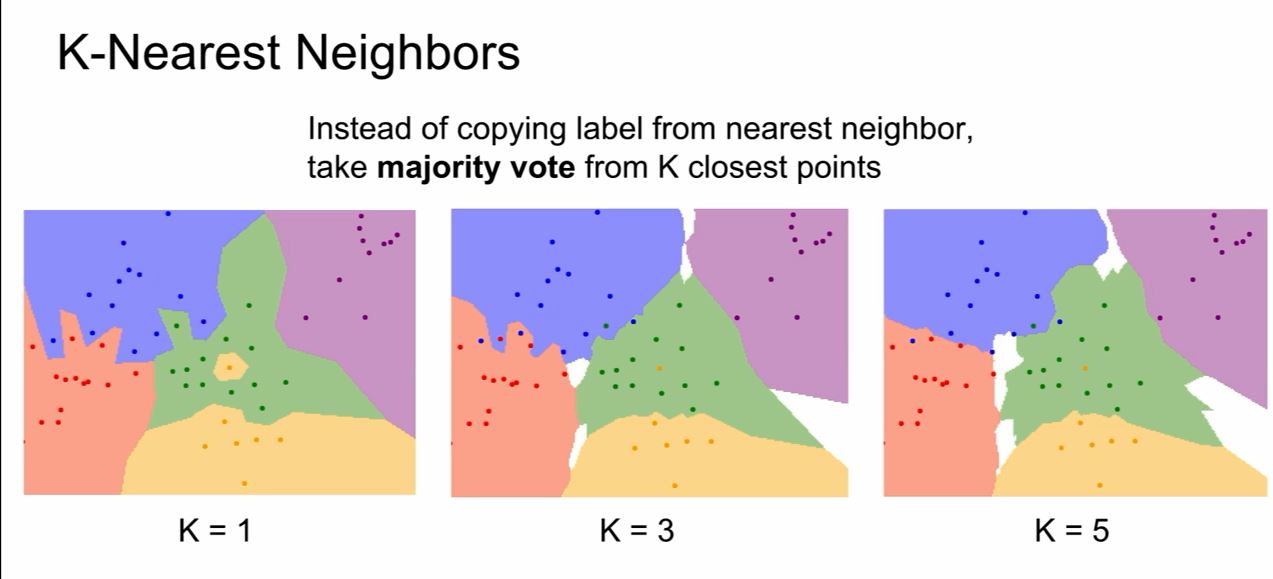 K-Nearest Neighbors
Instead of copying label from nearest neighbor,
take majority vote from K closest points
K = 1
K = 3
K = 5